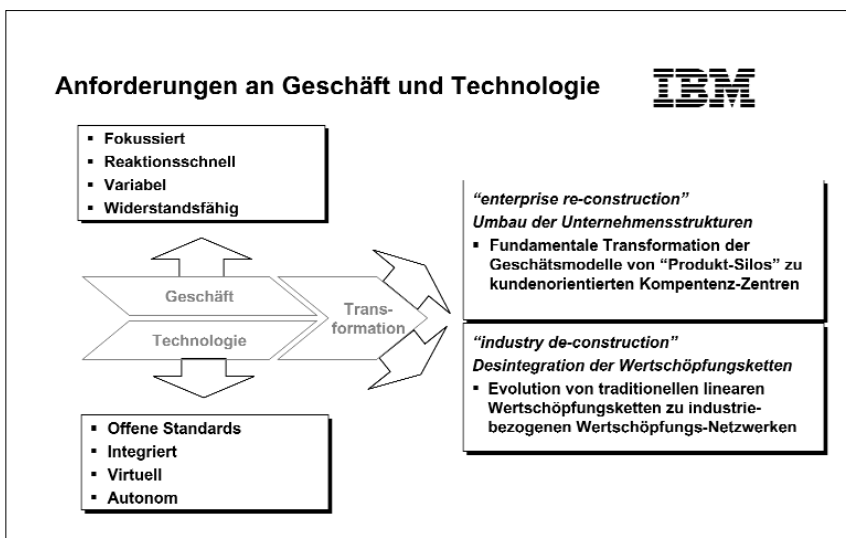 Anforderungen an Geschäft und Technologie
IBM
▪ Fokussiert
▪ Reaktionsschnell
▪ Variabel
▪ Widerstandsfähig
Geschäft
Technologie
Trans-
formation
“enterprise re-construction”
Umbau der Unternehmensstrukturen
▪ Fundamentale Transformation der
Geschätsmodelle von “Produkt-Silos” zu
kundenorientierten Kompentenz-Zentren
“industry de-construction”
Desintegration der Wertschöpfungsketten
▪ Evolution von traditionellen linearen
Wertschöpfungsketten zu industrie-
bezogenen Wertschöpfungs-Netzwerken
▪ Offene Standards
▪ Integriert
▪ Virtuell
▪ Autonom